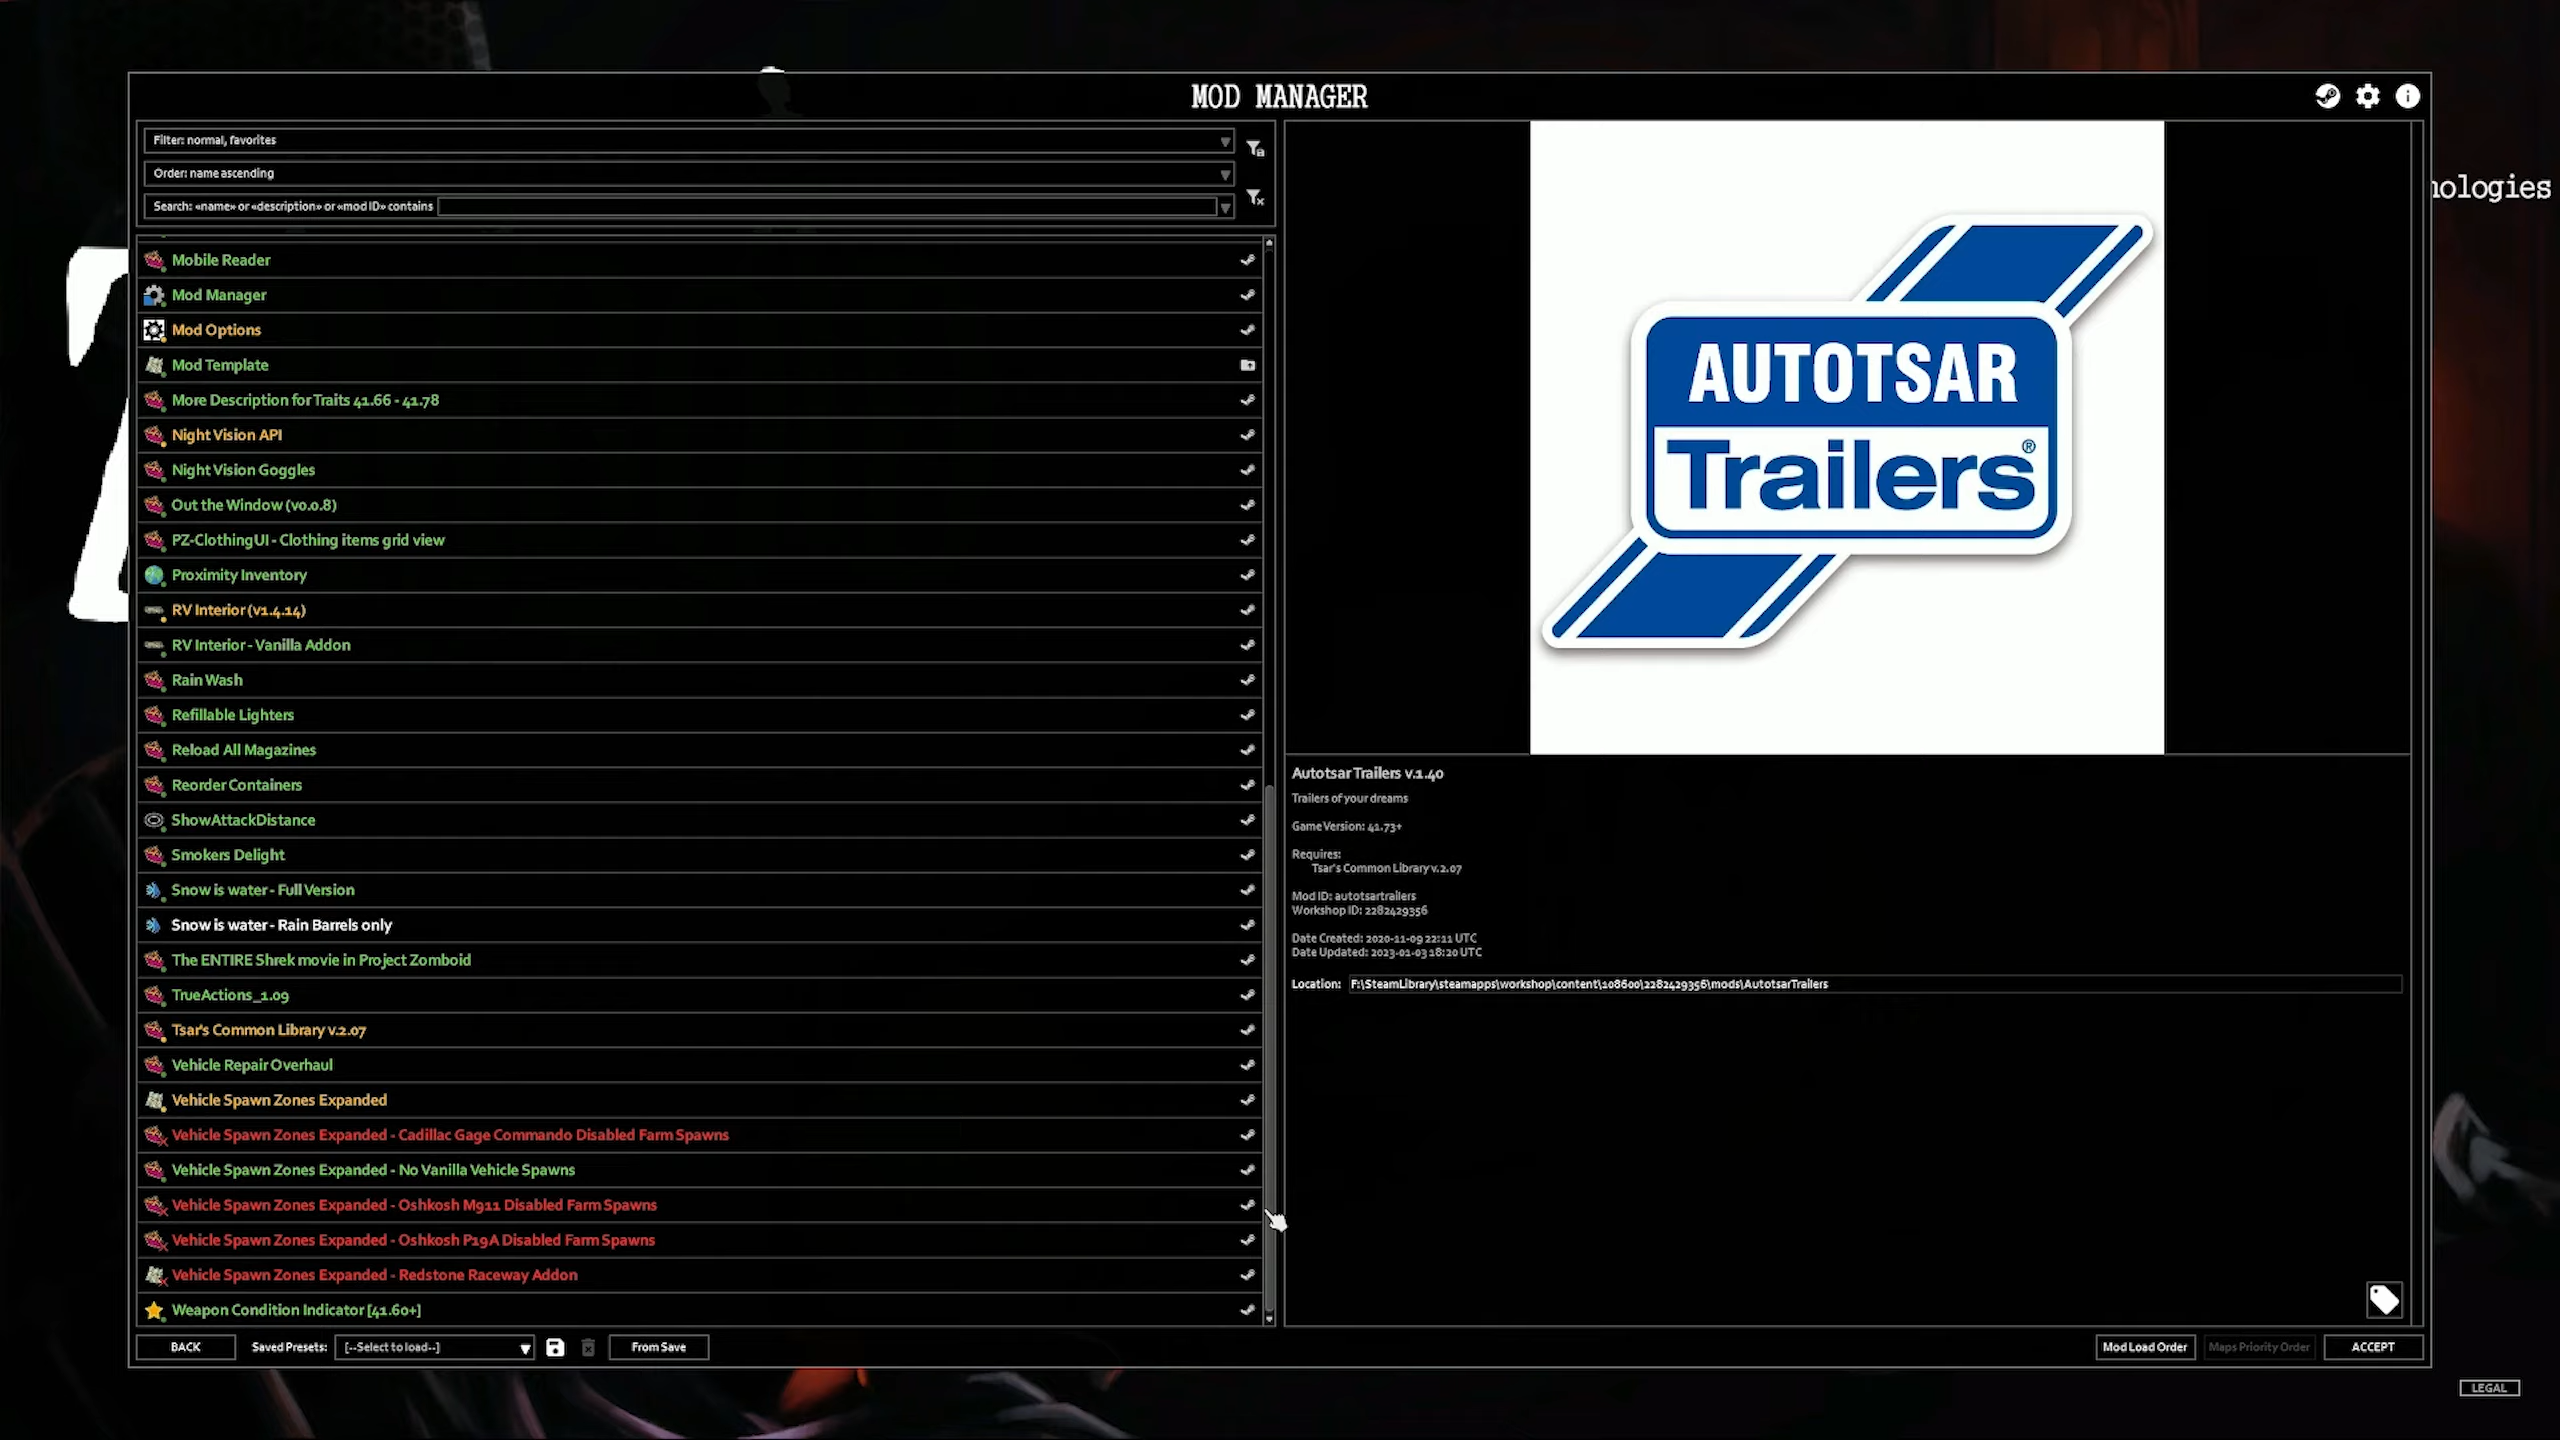 MOD MANAGER
Filter: normal, favorites
Order: name ascending
Search: «name» or «description» or «mod ID» contains
nologies
Mobile Reader
Mod Manager
Mod Options
Mod Template
More Description for Traits 41.66 - 41.78
Night Vision API
Night Vision Goggles
Out the Window (v0.0.8)
PZ-ClothingUI - Clothing items grid view
Proximity Inventory
RV Interior (v1.4.14)
RV Interior - Vanilla Addon
Rain Wash
Refillable Lighters
Reload All Magazines
Reorder Containers
ShowAttackDistance
Smokers Delight
Snow is water - Full Version
Snow is water - Rain Barrels only
The ENTIRE Shrek movie in Project Zomboid
TrueActions_1.09
Tsar's Common Library v.2.07
Vehicle Repair Overhaul
Vehicle Spawn Zones Expanded
Vehicle Spawn Zones Expanded - Cadillac Gage Commando Disabled Farm Spawns
Vehicle Spawn Zones Expanded - No Vanilla Vehicle Spawns
Vehicle Spawn Zones Expanded - Oshkosh M911 Disabled Farm Spawns
Vehicle Spawn Zones Expanded - Oshkosh P19A Disabled Farm Spawns
Vehicle Spawn Zones Expanded - Redstone Raceway Addon
Weapon Condition Indicator [41.60+]
AUTOTSAR
Trailers®
Autotsar Trailers v.1.40
Trailers of your dreams
Game Version: 41.73+
Requires:
Tsar's Common Library v.2.07
Mod ID: autotsartrailers
Workshop ID: 2282429356
Date Created: 2020-11-09 22:11 UTC
Date Updated: 2023-01-03 18:20 UTC
Location: F:\SteamLibrary\steamapps\workshop\content\108600\2282429356\mods\AutotsarTrailers
BACK
Saved Presets: [--Select to load--]
From Save
Mod Load Order
Maps Priority Order
ACCEPT
LEGAL